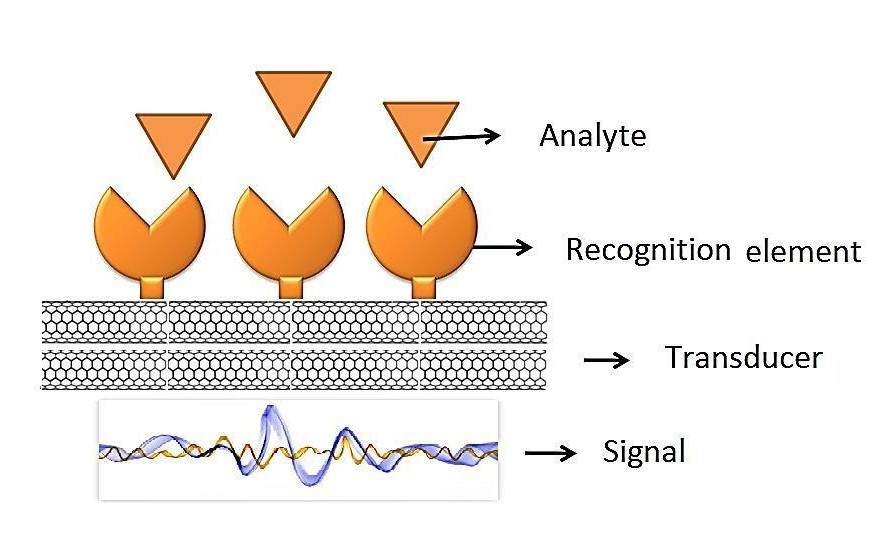 Analyte
Recognition element
Transducer
Signal